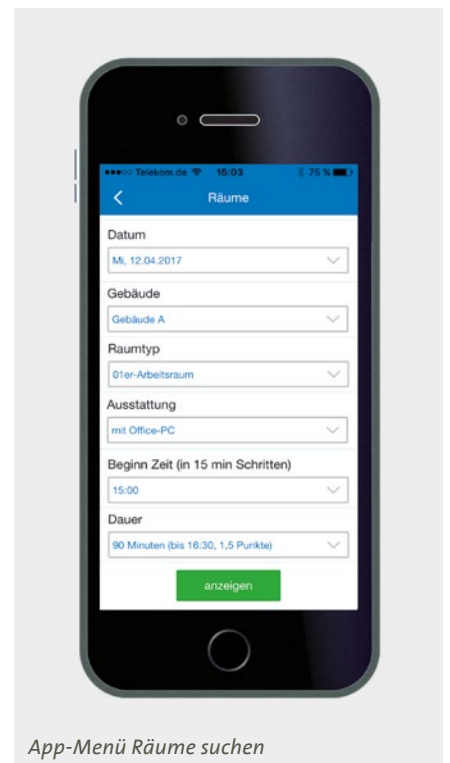 Telekom.de 15:03 75 %
Räume
Datum
Mi, 12.04.2017
Gebäude
Gebäude A
Raumtyp
01er-Arbeitsraum
Ausstattung
mit Office-PC
Beginn Zeit (in 15 min Schritten)
15:00
Dauer
90 Minuten (bis 16:30, 1,5 Punkte)
anzeigen
App-Menü Räume suchen